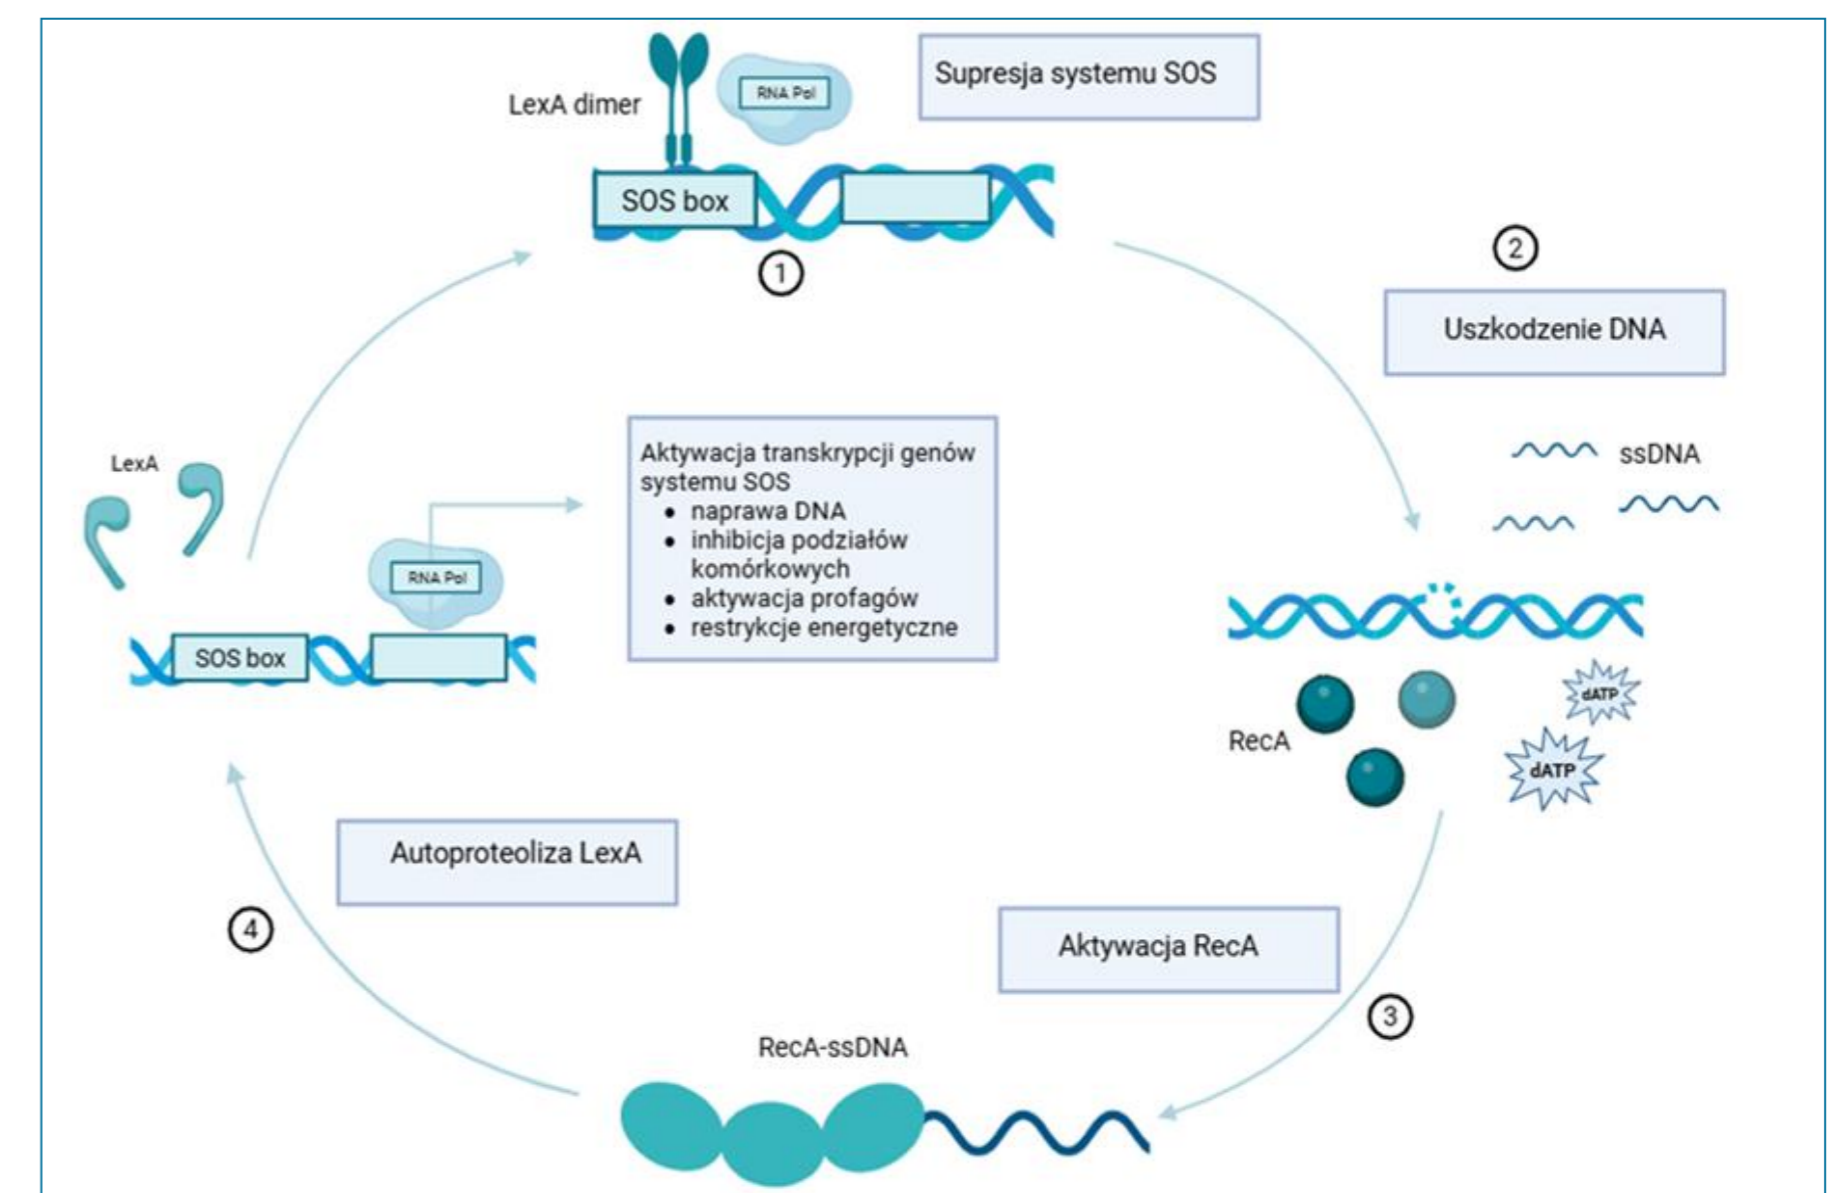 LexA dimer
RNA Pol
Supresja systemu SOS
SOS box
1
2
Uszkodzenie DNA
ssDNA
LexA
Aktywacja transkrypcji genów
systemu SOS
• naprawa DNA
• inhibicja podziałów
komórkowych
• aktywacja profagów
• restrykcje energetyczne
RNA Pol
SOS box
RecA
dATP
dATP
Autoproteoliza LexA
4
Aktywacja RecA
3
RecA-ssDNA